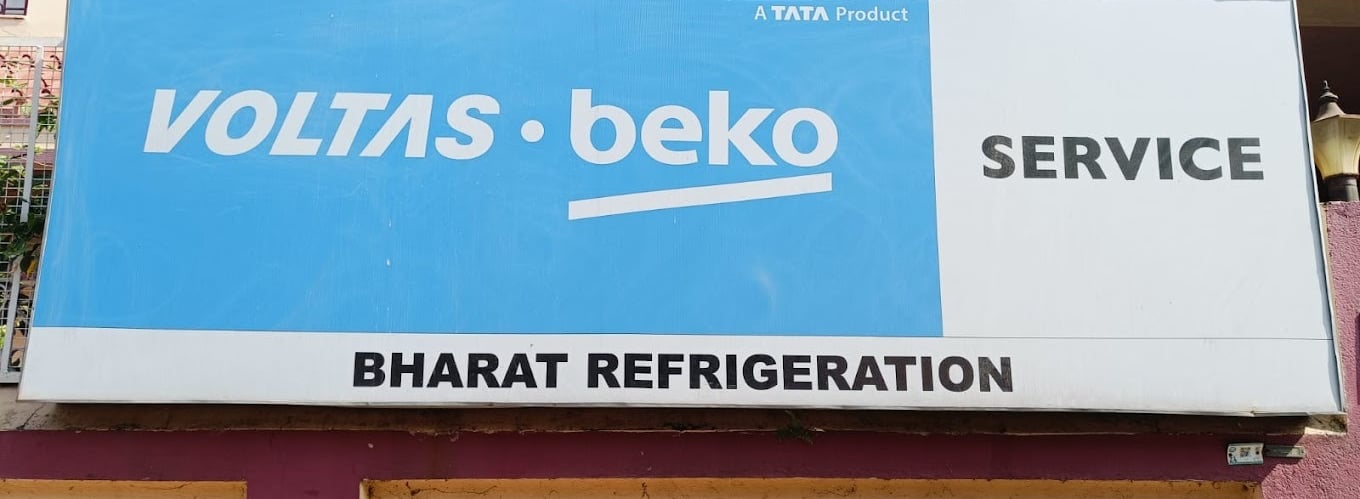 A TATA Product
VOLTAS • beko
SERVICE
BHARAT REFRIGERATION